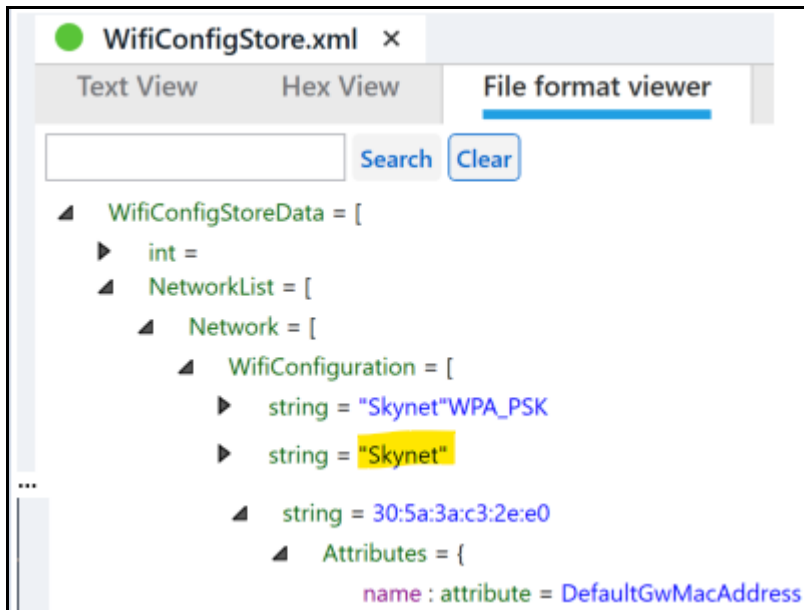 WifiConfigStore.xml ×
Text View Hex View File format viewer
Search Clear
WifiConfigStoreData = [
int =
NetworkList = [
Network = [
WifiConfiguration = [
string = "Skynet"WPA_PSK
string = "Skynet"
...
string = 30:5a:3a:c3:2e:e0
Attributes = {
name : attribute = DefaultGwMacAddress